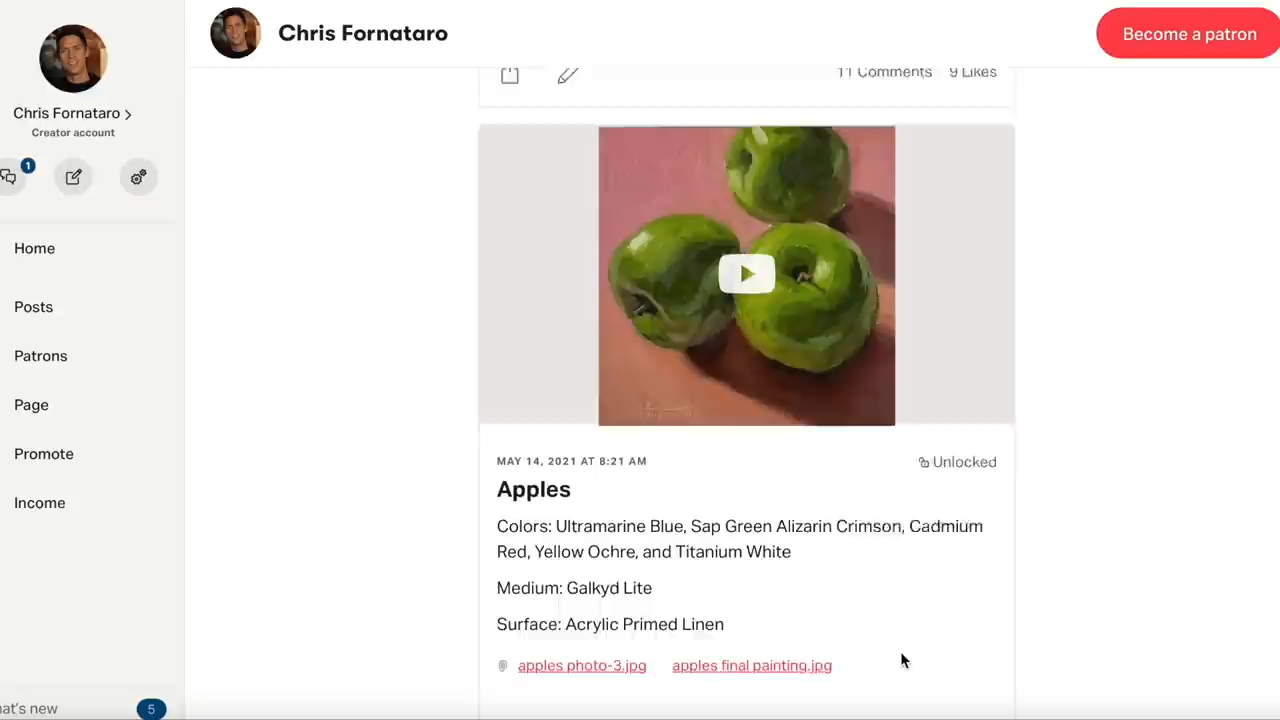 Chris Fornataro
Become a patron
Chris Fornataro
Creator account
1
Home
Posts
Patrons
Page
Promote
Income
at's new
5
11 Comments 9 Likes
MAY 14, 2021 AT 8:21 AM
Unlocked
Apples
Colors: Ultramarine Blue, Sap Green Alizarin Crimson, Cadmium
Red, Yellow Ochre, and Titanium White
Medium: Galkyd Lite
Surface: Acrylic Primed Linen
apples photo-3.jpg apples final painting.jpg